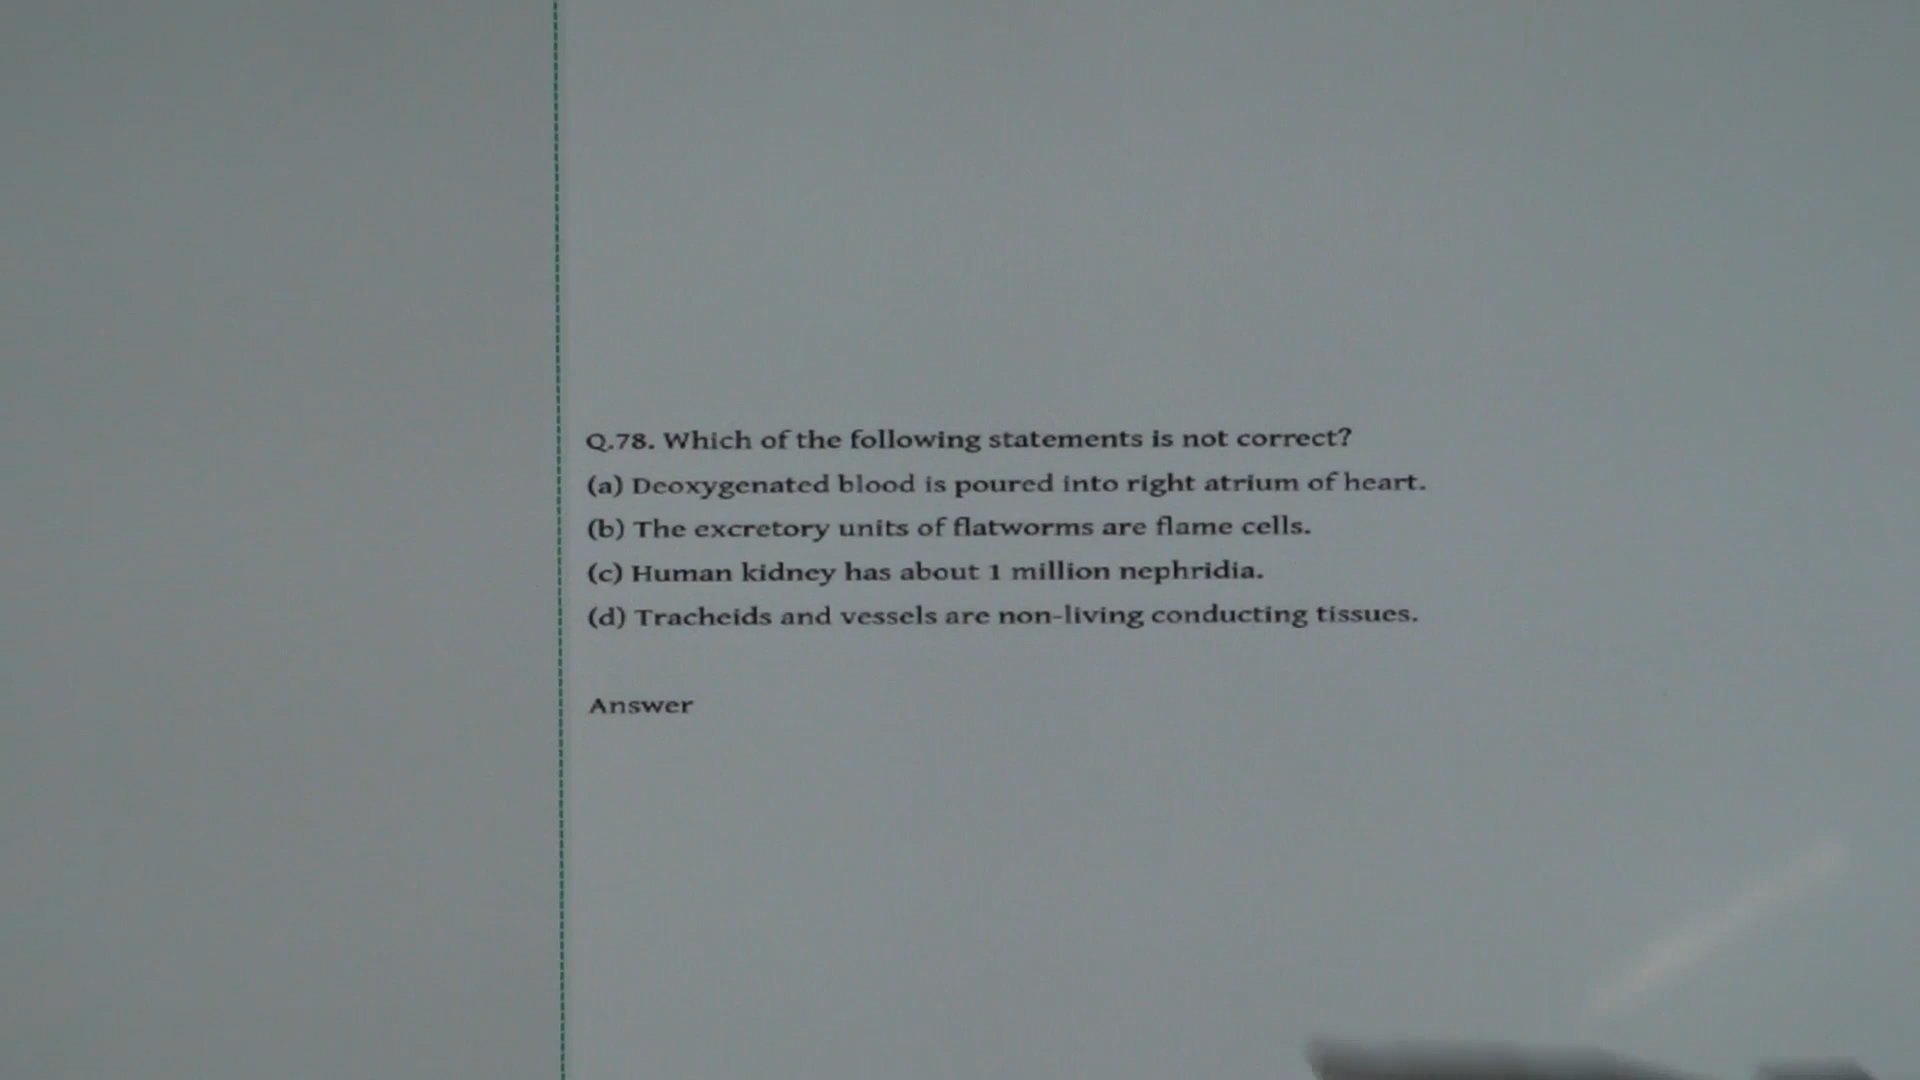 Q.78. Which of the following statements is not correct?
(a) Deoxygenated blood is poured into right atrium of heart.
(b) The excretory units of flatworms are flame cells.
(c) Human kidney has about 1 million nephridia.
(d) Tracheids and vessels are non-living conducting tissues.
Answer